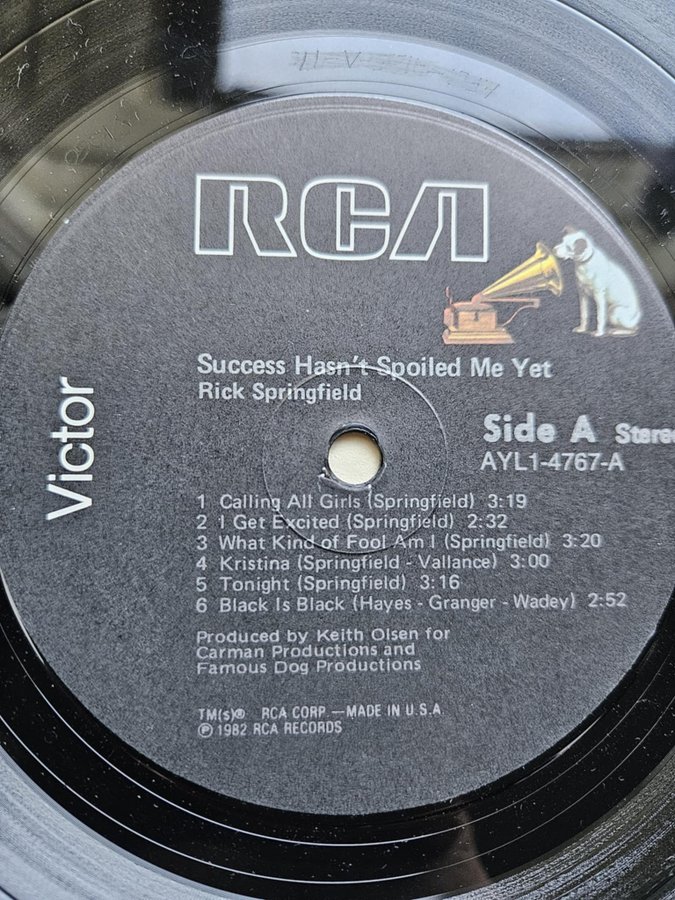 RCA
Victor
Success Hasn't Spoiled Me Yet
Rick Springfield
Side A Stereo
AYL1-4767-A
1 Calling All Girls (Springfield) 3:19
2 I Get Excited (Springfield) 2:32
3 What Kind of Fool Am I (Springfield) 3:20
4 Kristina (Springfield - Vallance) 3:00
5 Tonight (Springfield) 3:16
6 Black Is Black (Hayes - Granger - Wadey) 2:52
Produced by Keith Olsen for
Carman Productions and
Famous Dog Productions
TM(s)® RCA CORP.—MADE IN U.S.A.
℗ 1982 RCA RECORDS